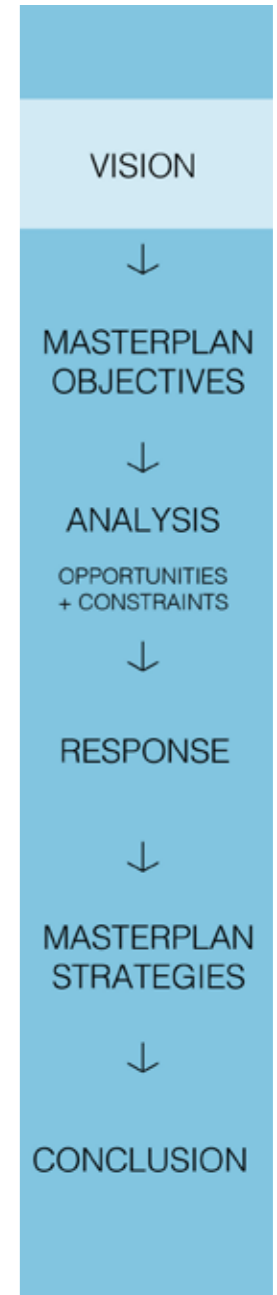 VISION
MASTERPLAN
OBJECTIVES
ANALYSIS
OPPORTUNITIES
+ CONSTRAINTS
RESPONSE
MASTERPLAN
STRATEGIES
CONCLUSION